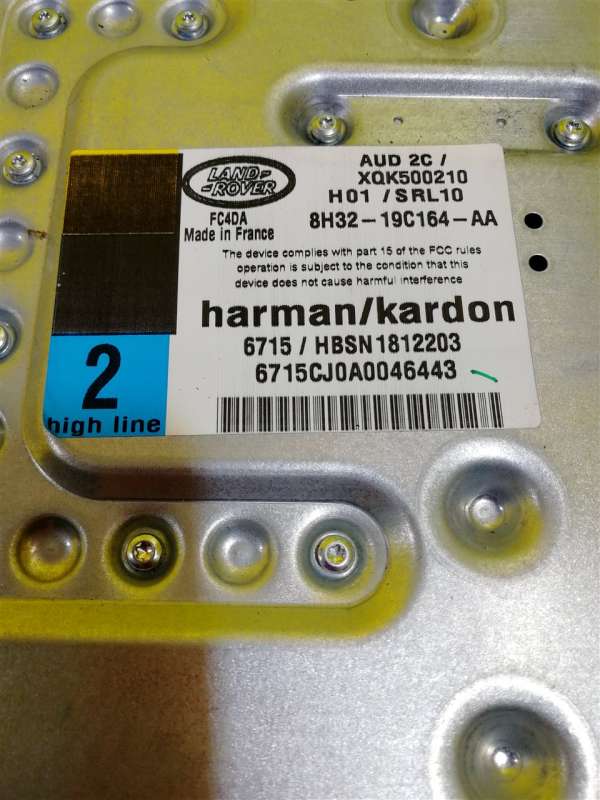 LAND-
-ROVER
AUD 2C /
XQK500210
H01 / SRL10
FC4DA
8H32-19C164-AA
Made in France
The device complies with part 15 of the FCC rules
operation is subject to the condition that this
device does not cause harmful interference
harman/kardon
6715 / HBSN1812203
6715CJ0A0046443
2
high line